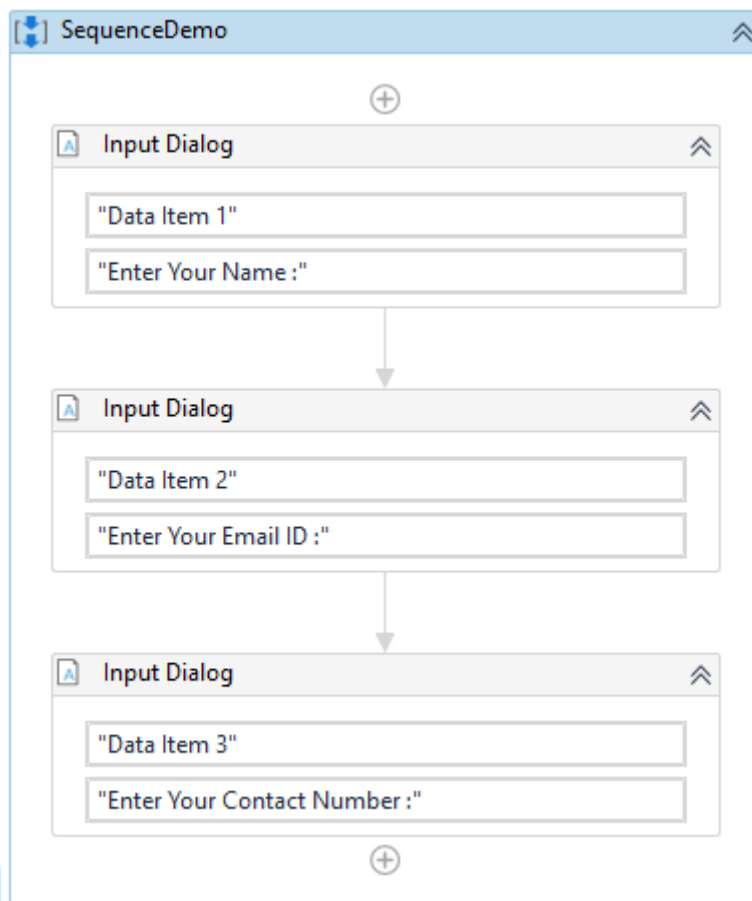 SequenceDemo
Input Dialog
"Data Item 1"
"Enter Your Name :"
Input Dialog
"Data Item 2"
"Enter Your Email ID :"
Input Dialog
"Data Item 3"
"Enter Your Contact Number :"